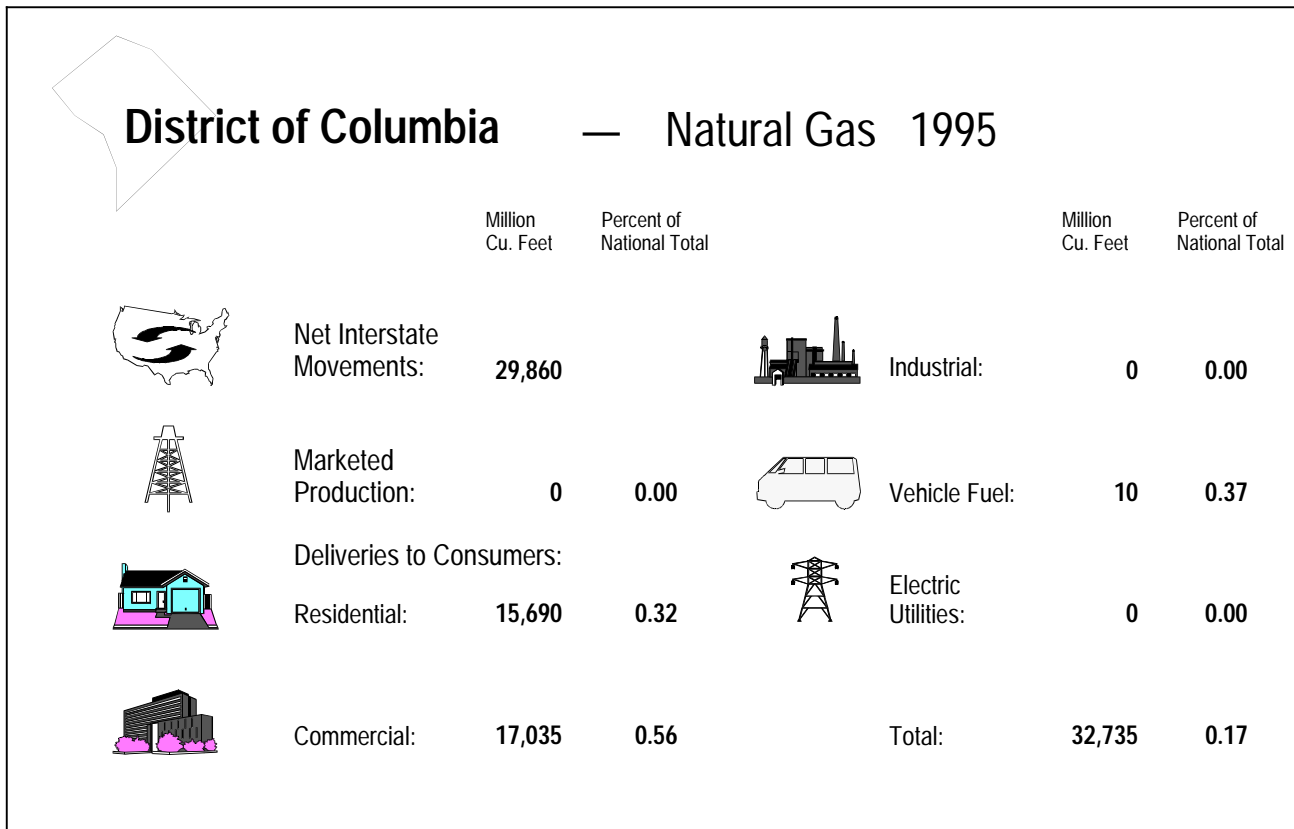 District of Columbia — Natural Gas 1995
Million Cu. Feet
Percent of National Total
Million Cu. Feet
Percent of National Total
Net Interstate
Movements: 29,860
Marketed
Production: 0 0.00
Deliveries to Consumers:
Residential: 15,690 0.32
Commercial: 17,035 0.56
Industrial: 0 0.00
Vehicle Fuel: 10 0.37
Electric
Utilities: 0 0.00
Total: 32,735 0.17